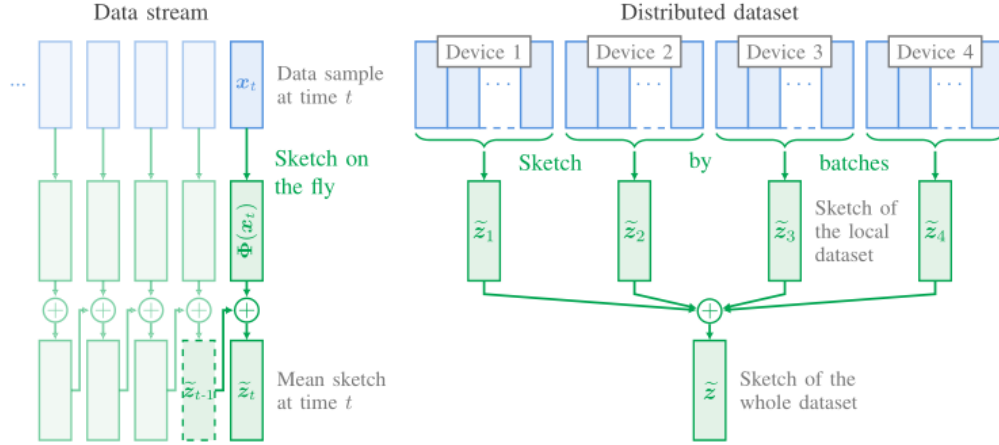 Data stream
...
x_t
Data sample
at time t
Sketch on
the fly
Φ(x_t)
+ + + + +
z̃_{t-1}
z̃_t
Mean sketch
at time t
Distributed dataset
Device 1 Device 2 Device 3 Device 4
... ... ... ...
Sketch by batches
z̃_1 z̃_2 z̃_3 z̃_4
Sketch of
the local
dataset
+
z̃
Sketch of the
whole dataset